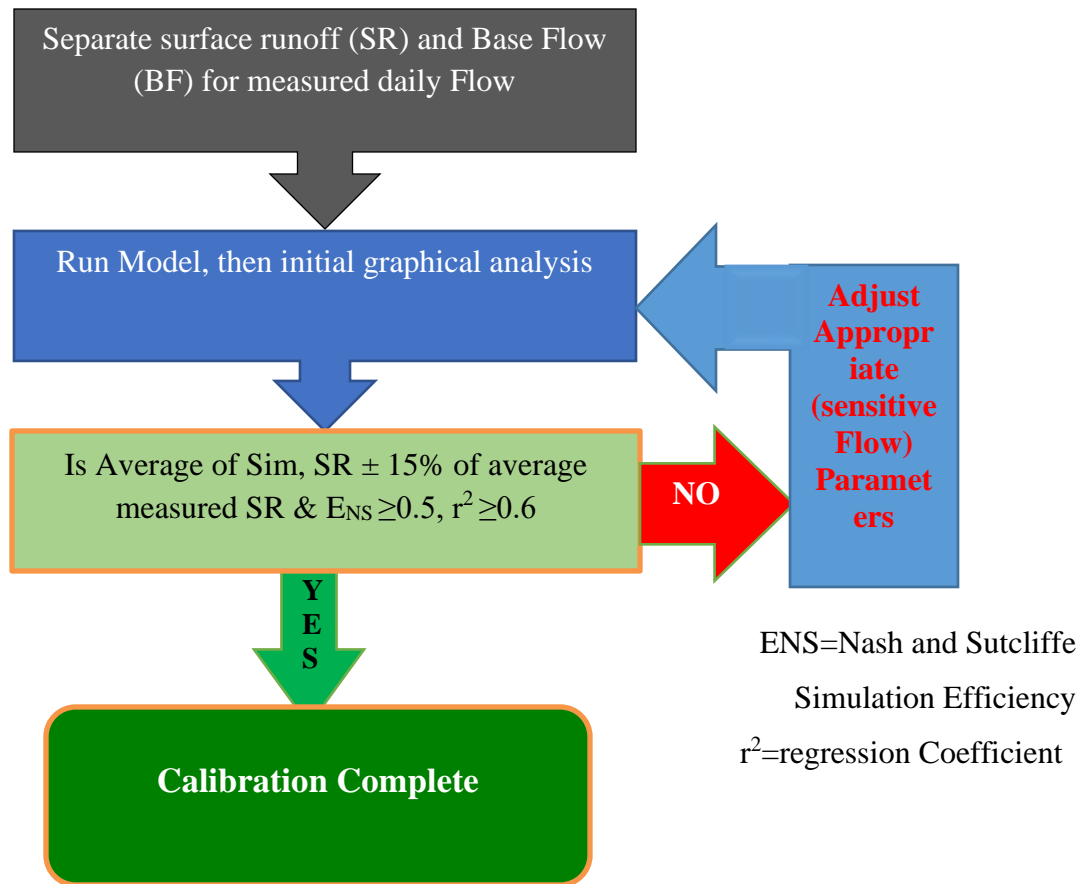 Separate surface runoff (SR) and Base Flow
(BF) for measured daily Flow
Run Model, then initial graphical analysis
Adjust
Appropr
iate
(sensitive
Flow)
Paramet
ers
Is Average of Sim, SR ± 15% of average
measured SR & ENS ≥0.5, r² ≥0.6
NO
Y
E
S
ENS=Nash and Sutcliffe
Simulation Efficiency
r²=regression Coefficient
Calibration Complete